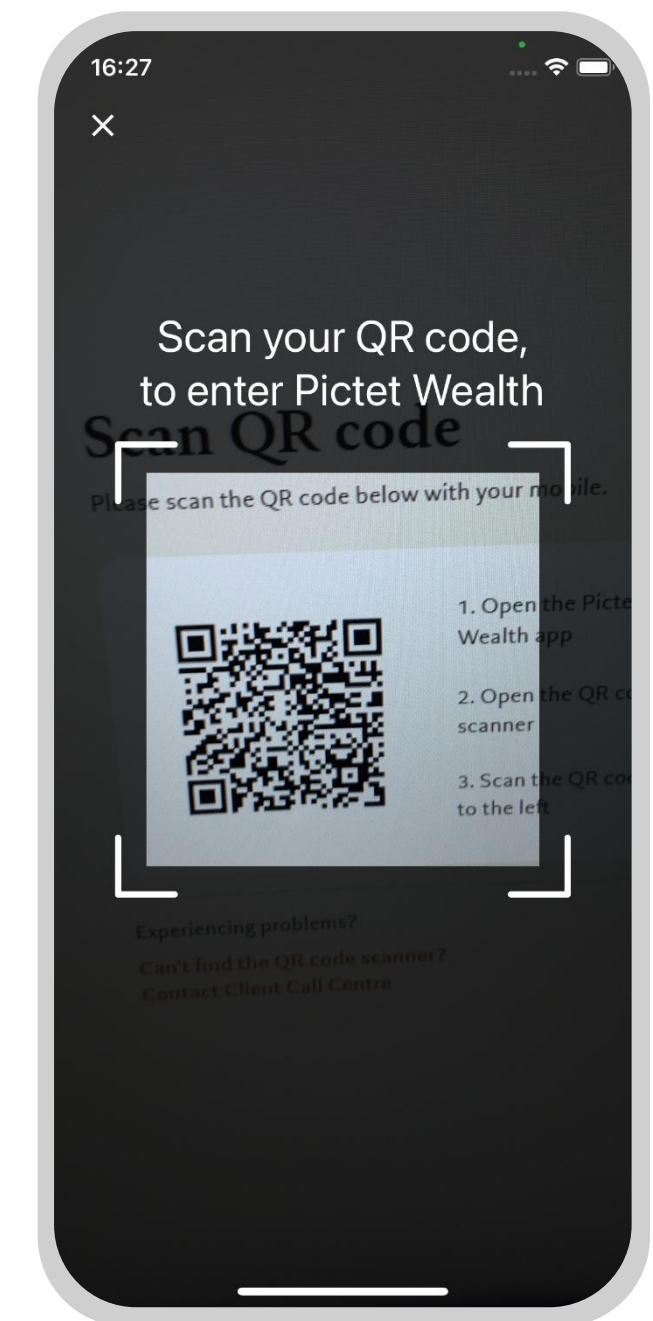 16:27
Scan your QR code,
to enter Pictet Wealth
Scan QR code
Please scan the QR code below with your mobile.
1. Open the Picte
Wealth app
2. Open the QR co
scanner
3. Scan the QR cod
to the left
Experiencing problems?
Can't find the QR code scanner?
Contact Client Call Centre